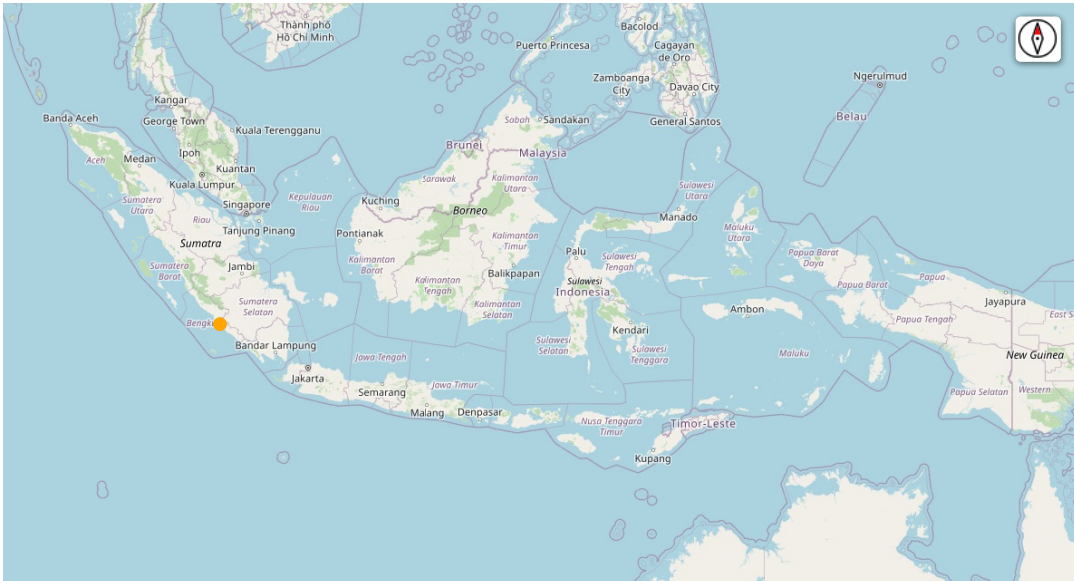 Thành phố
Hồ Chí Minh
Bacolod
Puerto Princesa
Cagayan
de Oro
Zamboanga
City
Davao City
Ngerulmud
Kangar
Banda Aceh
George Town
Kuala Terengganu
Sabah
Sandakan
General Santos
Belau
Brunei
Malaysia
Ipoh
Aceh
Medan
Kuantan
Kuala Lumpur
Sarawak
Kalimantan
Utara
Sulawesi
Utara
Sumatera
Utara
Kepulauan
Riau
Kuching
Singapore
Riau
Borneo
Manado
Tanjung Pinang
Pontianak
Kalimantan
Timur
Maluku
Utara
Sumatra
Palu
Papua Barat
Daya
Kalimantan
Barat
Sulawesi
Tengah
Sumatera
Barat
Jambi
Balikpapan
Kalimantan
Tengah
Sulawesi
Indonesia
Papua
Papua Barat
Sumatera
Selatan
Kalimantan
Selatan
Jayapura
Ambon
Papua Tengah
East S
Bengku
Kendari
Bandar Lampung
Sulawesi
Selatan
Sulawesi
Tenggara
Jawa Tengah
Maluku
New Guinea
Jakarta
Jawa Timur
Semarang
Papua Selatan
Western
Malang
Denpasar
Nusa Tenggara
Timur
Timor-Leste
Kupang